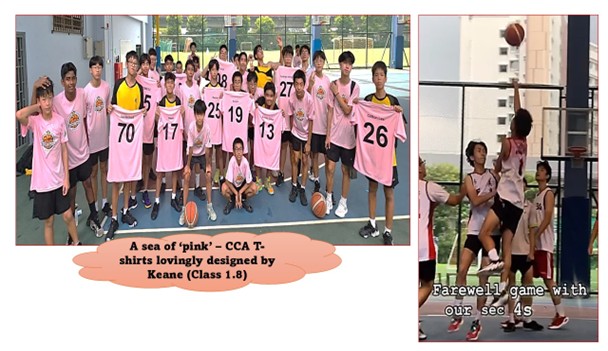 27
25
19
70
17
13
26
A sea of ‘pink’ – CCA T-
shirts lovingly designed by
Keane (Class 1.8)
Farewell game with
our sec 4s